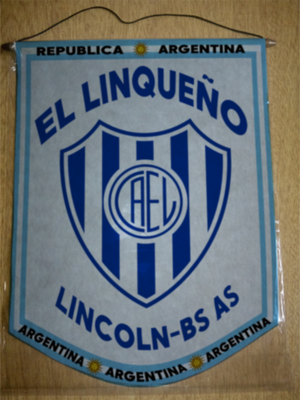 REPUBLICA ARGENTINA
EL LINQUEÑO
CAEL
LINCOLN-BS AS
ARGENTINA ARGENTINA ARGENTINA